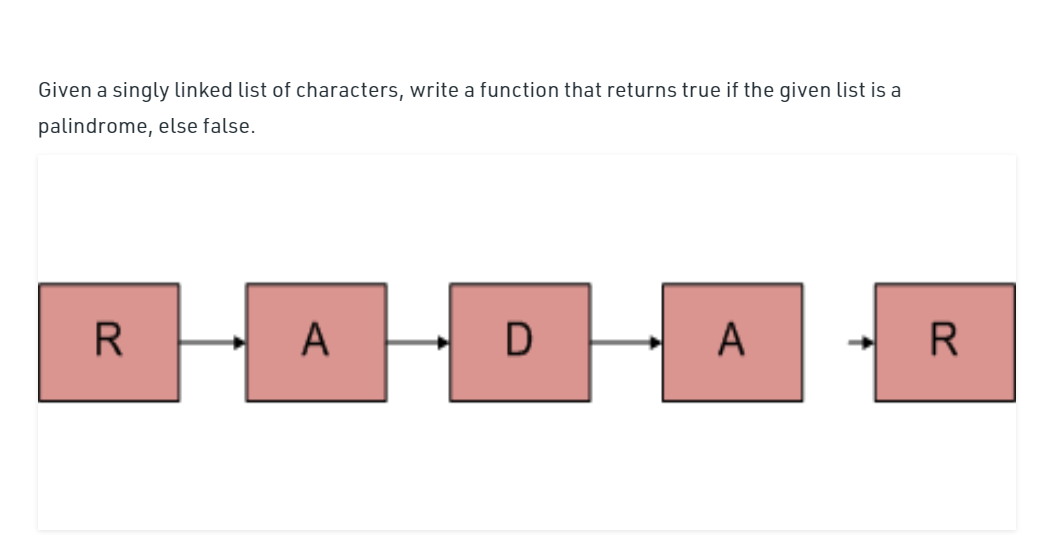 Given a singly linked list of characters, write a function that returns true if the given list is a
palindrome, else false.
R A D A R